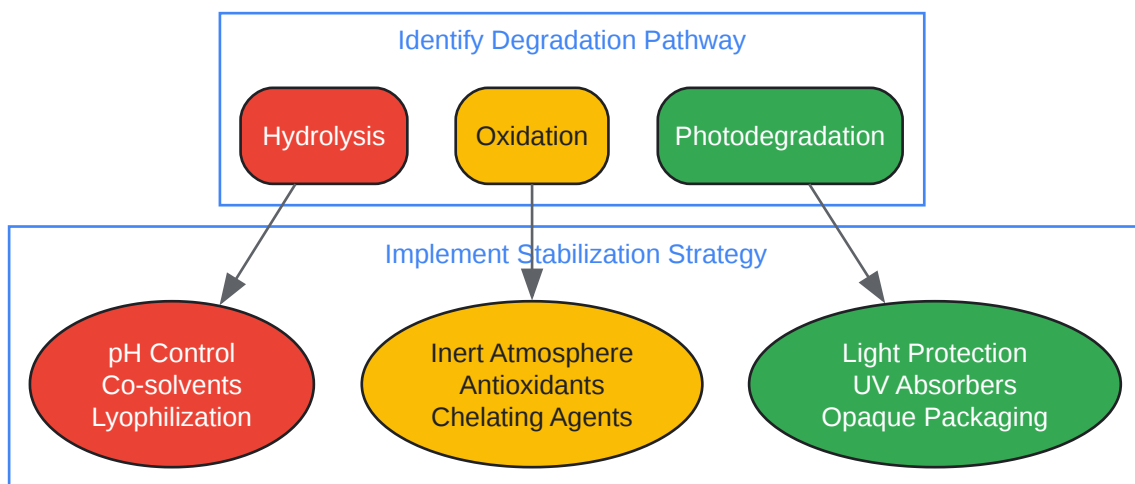 Identify Degradation Pathway
Hydrolysis
Oxidation
Photodegradation
Implement Stabilization Strategy
pH Control
Co-solvents
Lyophilization
Inert Atmosphere
Antioxidants
Chelating Agents
Light Protection
UV Absorbers
Opaque Packaging